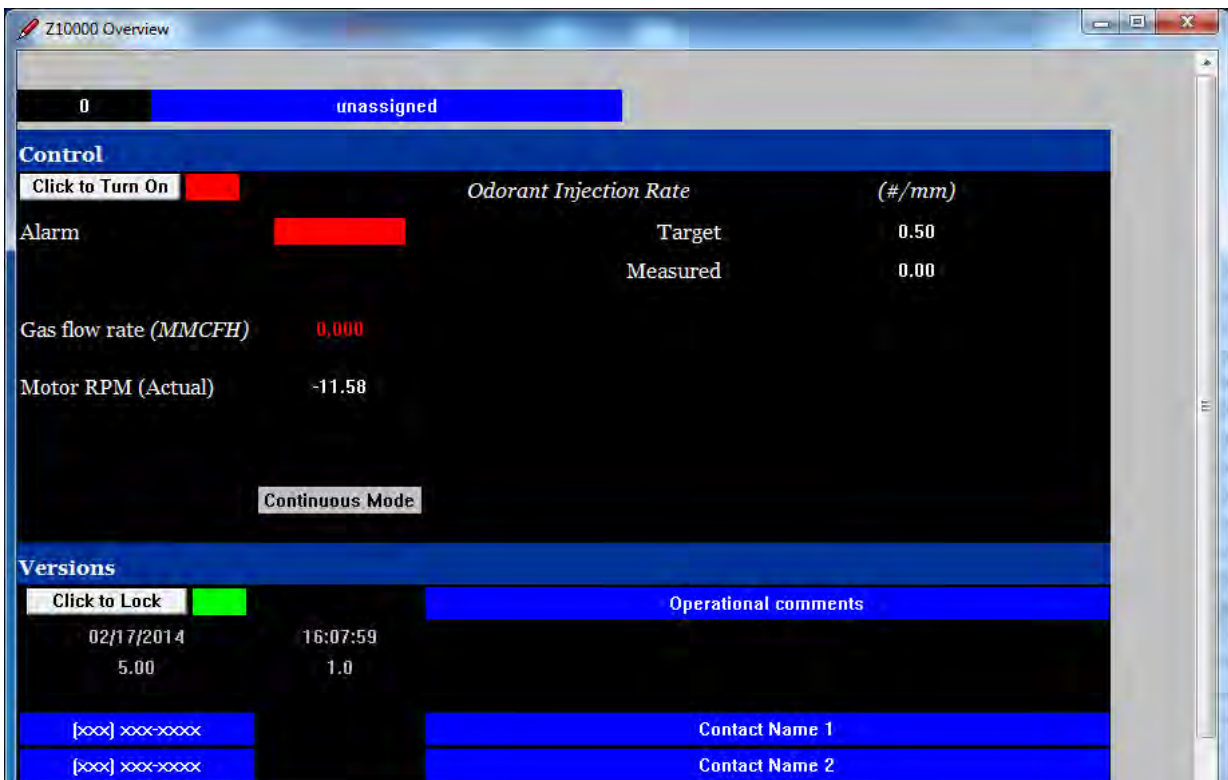 Z10000 Overview
0 unassigned
Control
Click to Turn On Odorant Injection Rate (#/mm)
Alarm Target 0.50
Measured 0.00
Gas flow rate (MMCFH) 0.000
Motor RPM (Actual) -11.58
Continuous Mode
Versions
Click to Lock Operational comments
02/17/2014 16:07:59
5.00 1.0
(xxx) xxx-xxxx Contact Name 1
(xxx) xxx-xxxx Contact Name 2